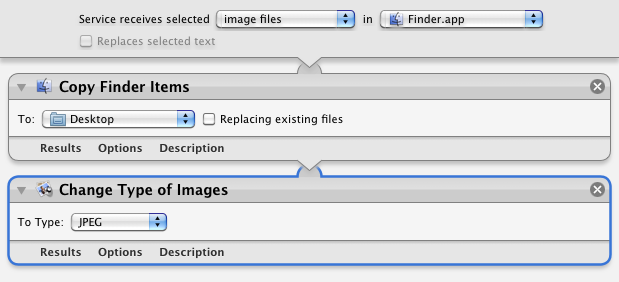 Service receives selected image files in Finder.app
Replaces selected text
Copy Finder Items
To: Desktop Replacing existing files
Results Options Description
Change Type of Images
To Type: JPEG
Results Options Description